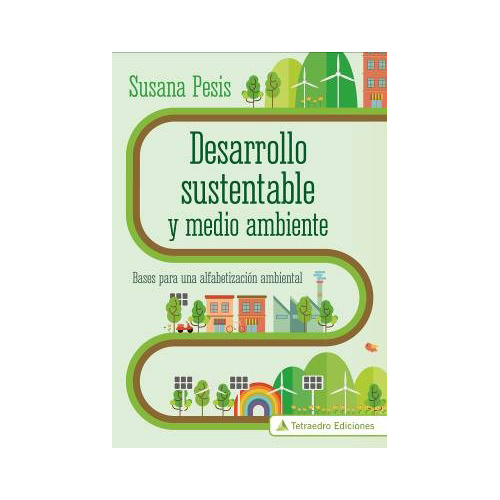 Susana Pesis
Desarrollo
sustentable
y medio ambiente
Bases para una alfabetización ambiental
Tetraedro Ediciones